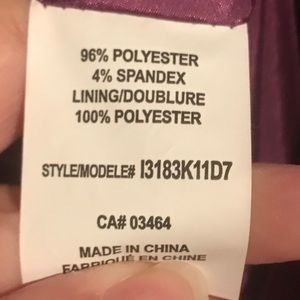 96% POLYESTER
4% SPANDEX
LINING/DOUBLURE
100% POLYESTER
STYLE/MODELE# I3183K11D7
CA# 03464
MADE IN CHINA
FABRIQUÉ EN CHINE